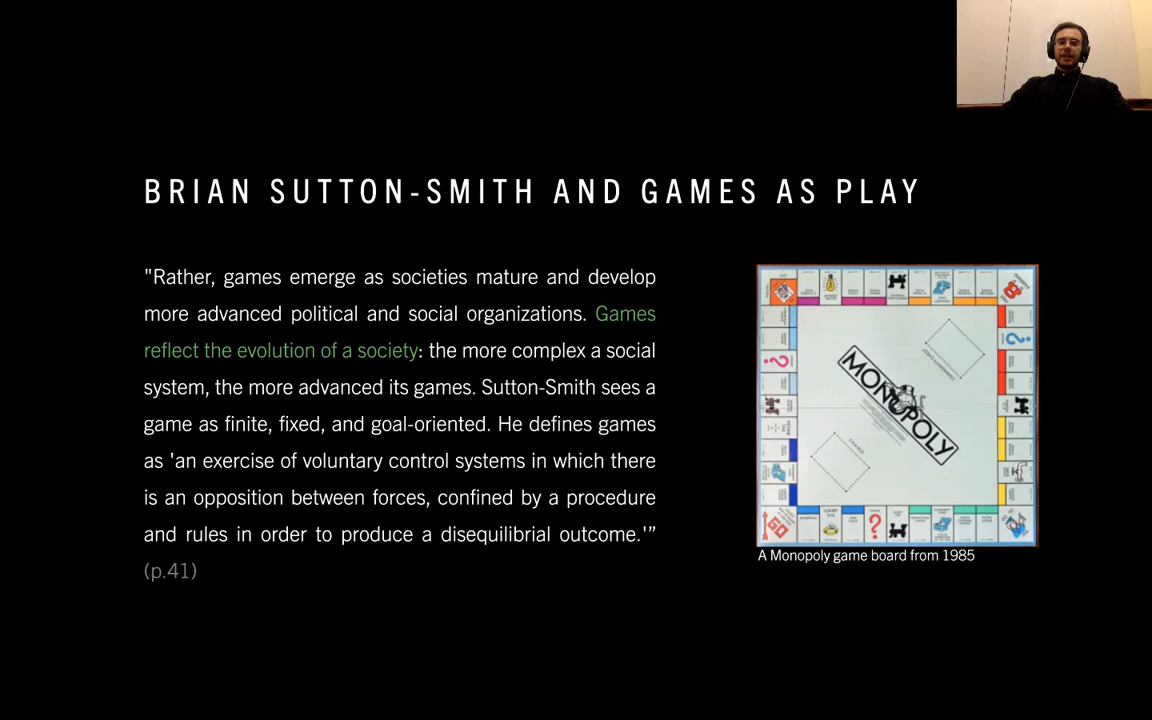 BRIAN SUTTON-SMITH AND GAMES AS PLAY
"Rather, games emerge as societies mature and develop
more advanced political and social organizations. Games
reflect the evolution of a society: the more complex a social
system, the more advanced its games. Sutton-Smith sees a
game as finite, fixed, and goal-oriented. He defines games
as 'an exercise of voluntary control systems in which there
is an opposition between forces, confined by a procedure
and rules in order to produce a disequilibrial outcome.'”
(p.41)
MONOPOLY
CHANCE
GO
A Monopoly game board from 1985